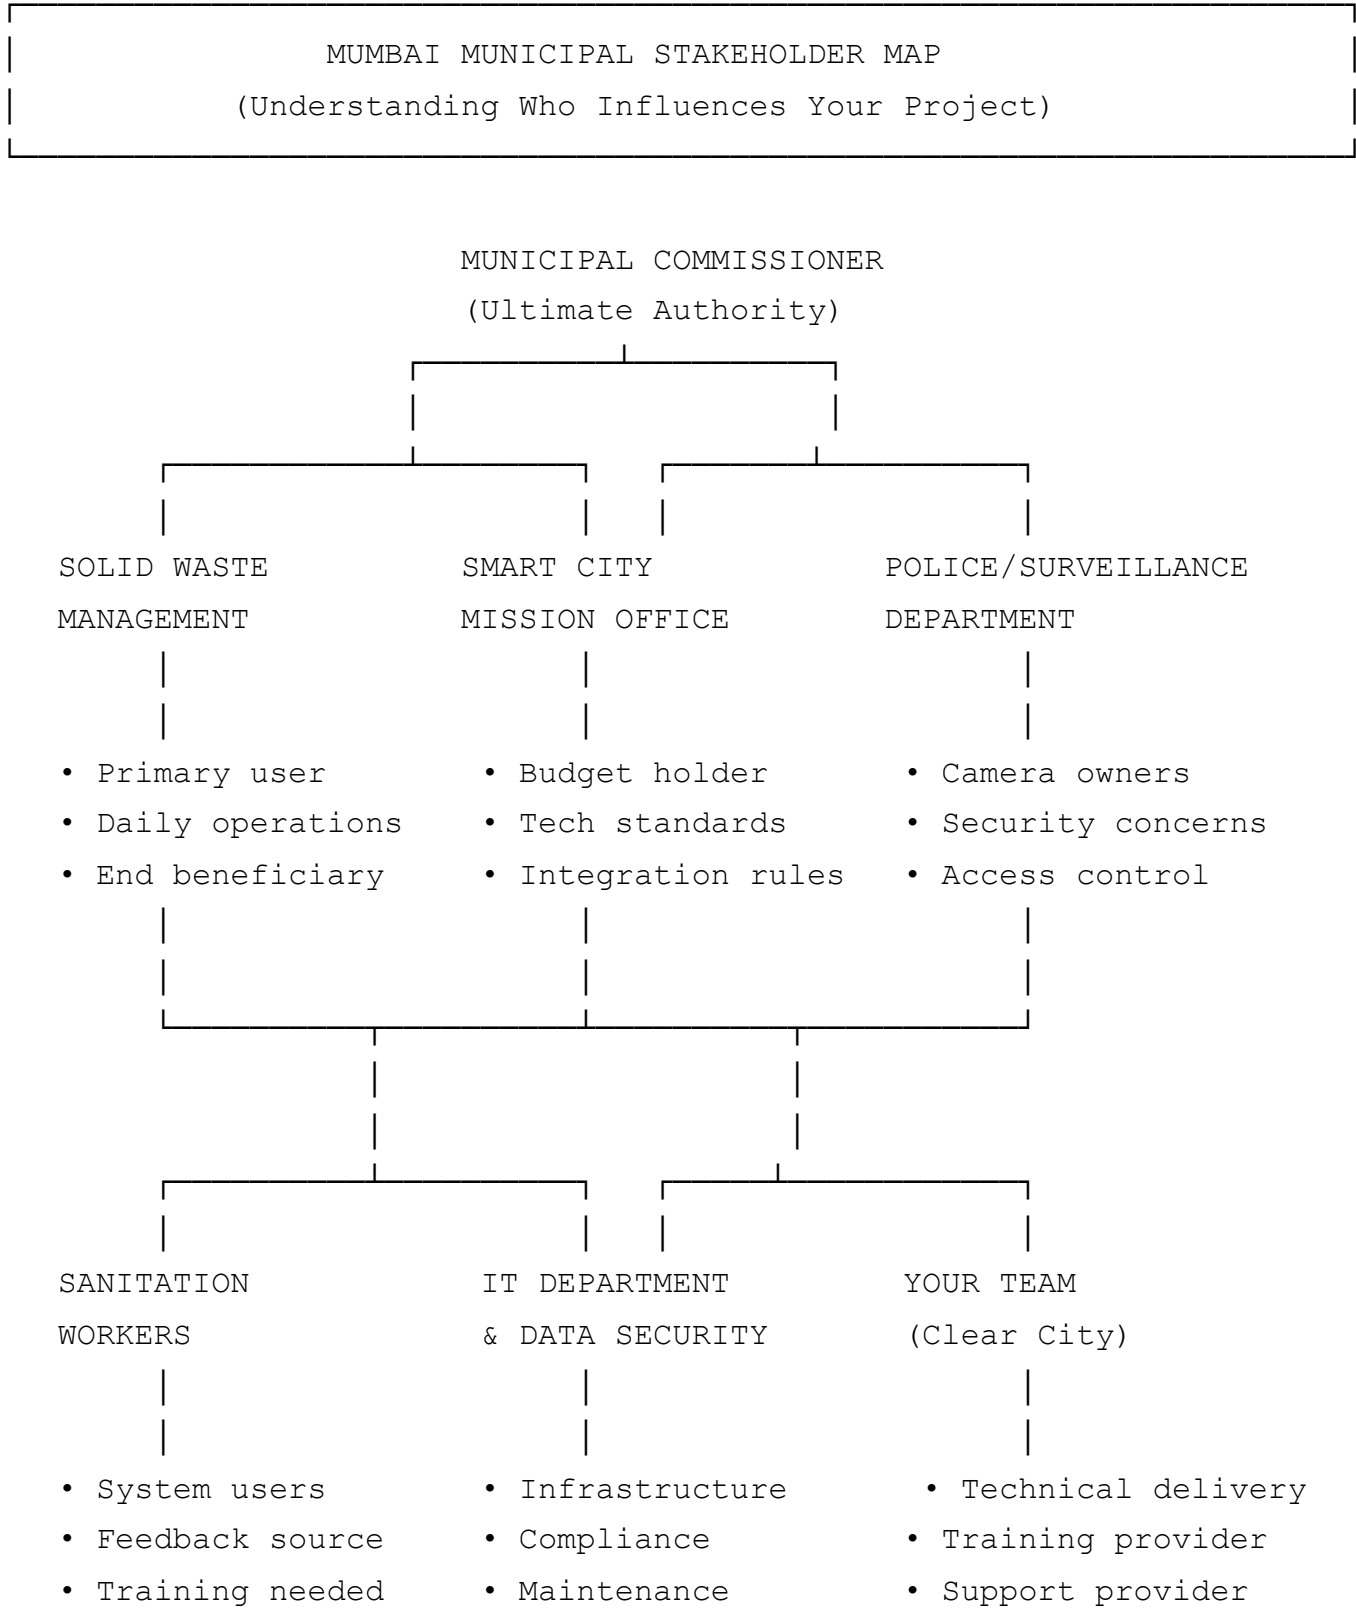 MUMBAI MUNICIPAL STAKEHOLDER MAP
(Understanding Who Influences Your Project)
MUNICIPAL COMMISSIONER
(Ultimate Authority)
SOLID WASTE
MANAGEMENT
SMART CITY
MISSION OFFICE
POLICE/SURVEILLANCE
DEPARTMENT
• Primary user
• Daily operations
• End beneficiary
• Budget holder
• Tech standards
• Integration rules
• Camera owners
• Security concerns
• Access control
SANITATION
WORKERS
IT DEPARTMENT
& DATA SECURITY
YOUR TEAM
(Clear City)
• System users
• Feedback source
• Training needed
• Infrastructure
• Compliance
• Maintenance
• Technical delivery
• Training provider
• Support provider